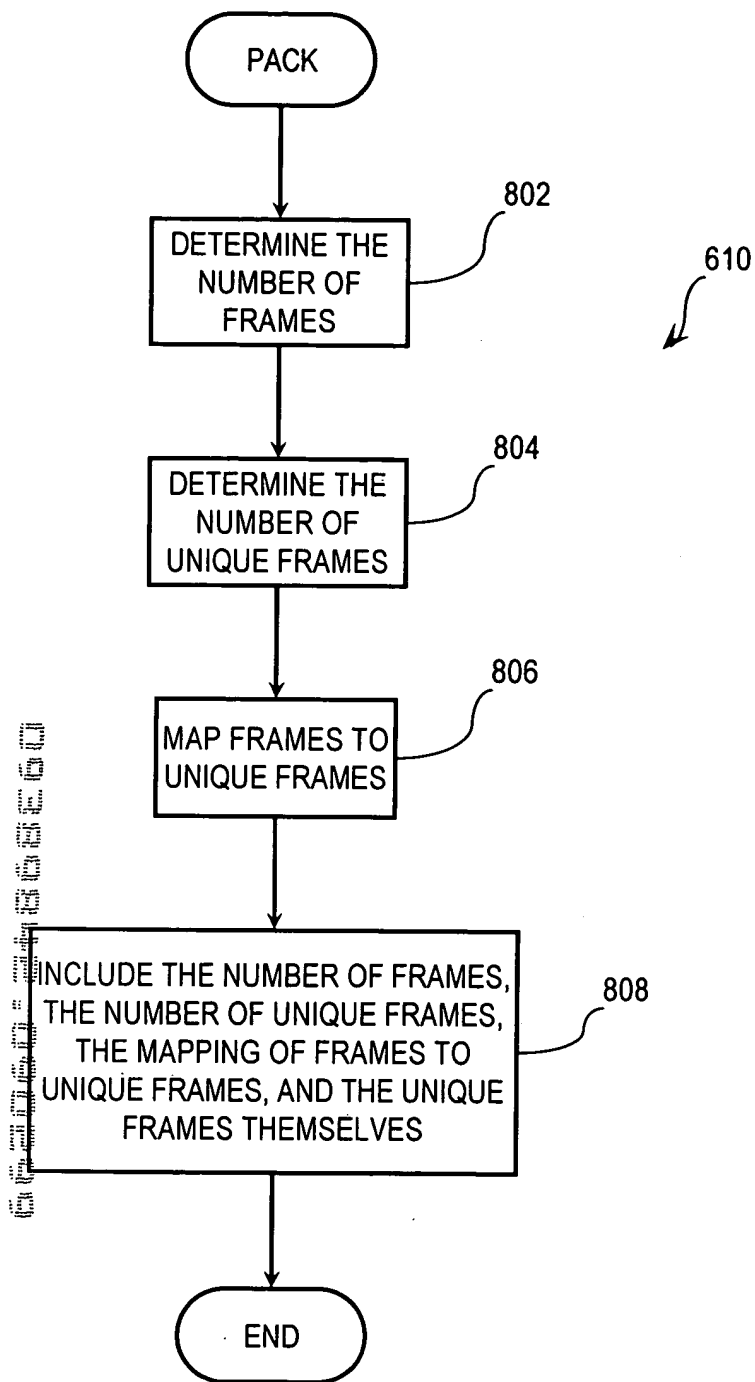 PACK
802
DETERMINE THE
NUMBER OF
FRAMES
610
804
DETERMINE THE
NUMBER OF
UNIQUE FRAMES
806
MAP FRAMES TO
UNIQUE FRAMES
INCLUDE THE NUMBER OF FRAMES,
THE NUMBER OF UNIQUE FRAMES,
THE MAPPING OF FRAMES TO
UNIQUE FRAMES, AND THE UNIQUE
FRAMES THEMSELVES
808
END